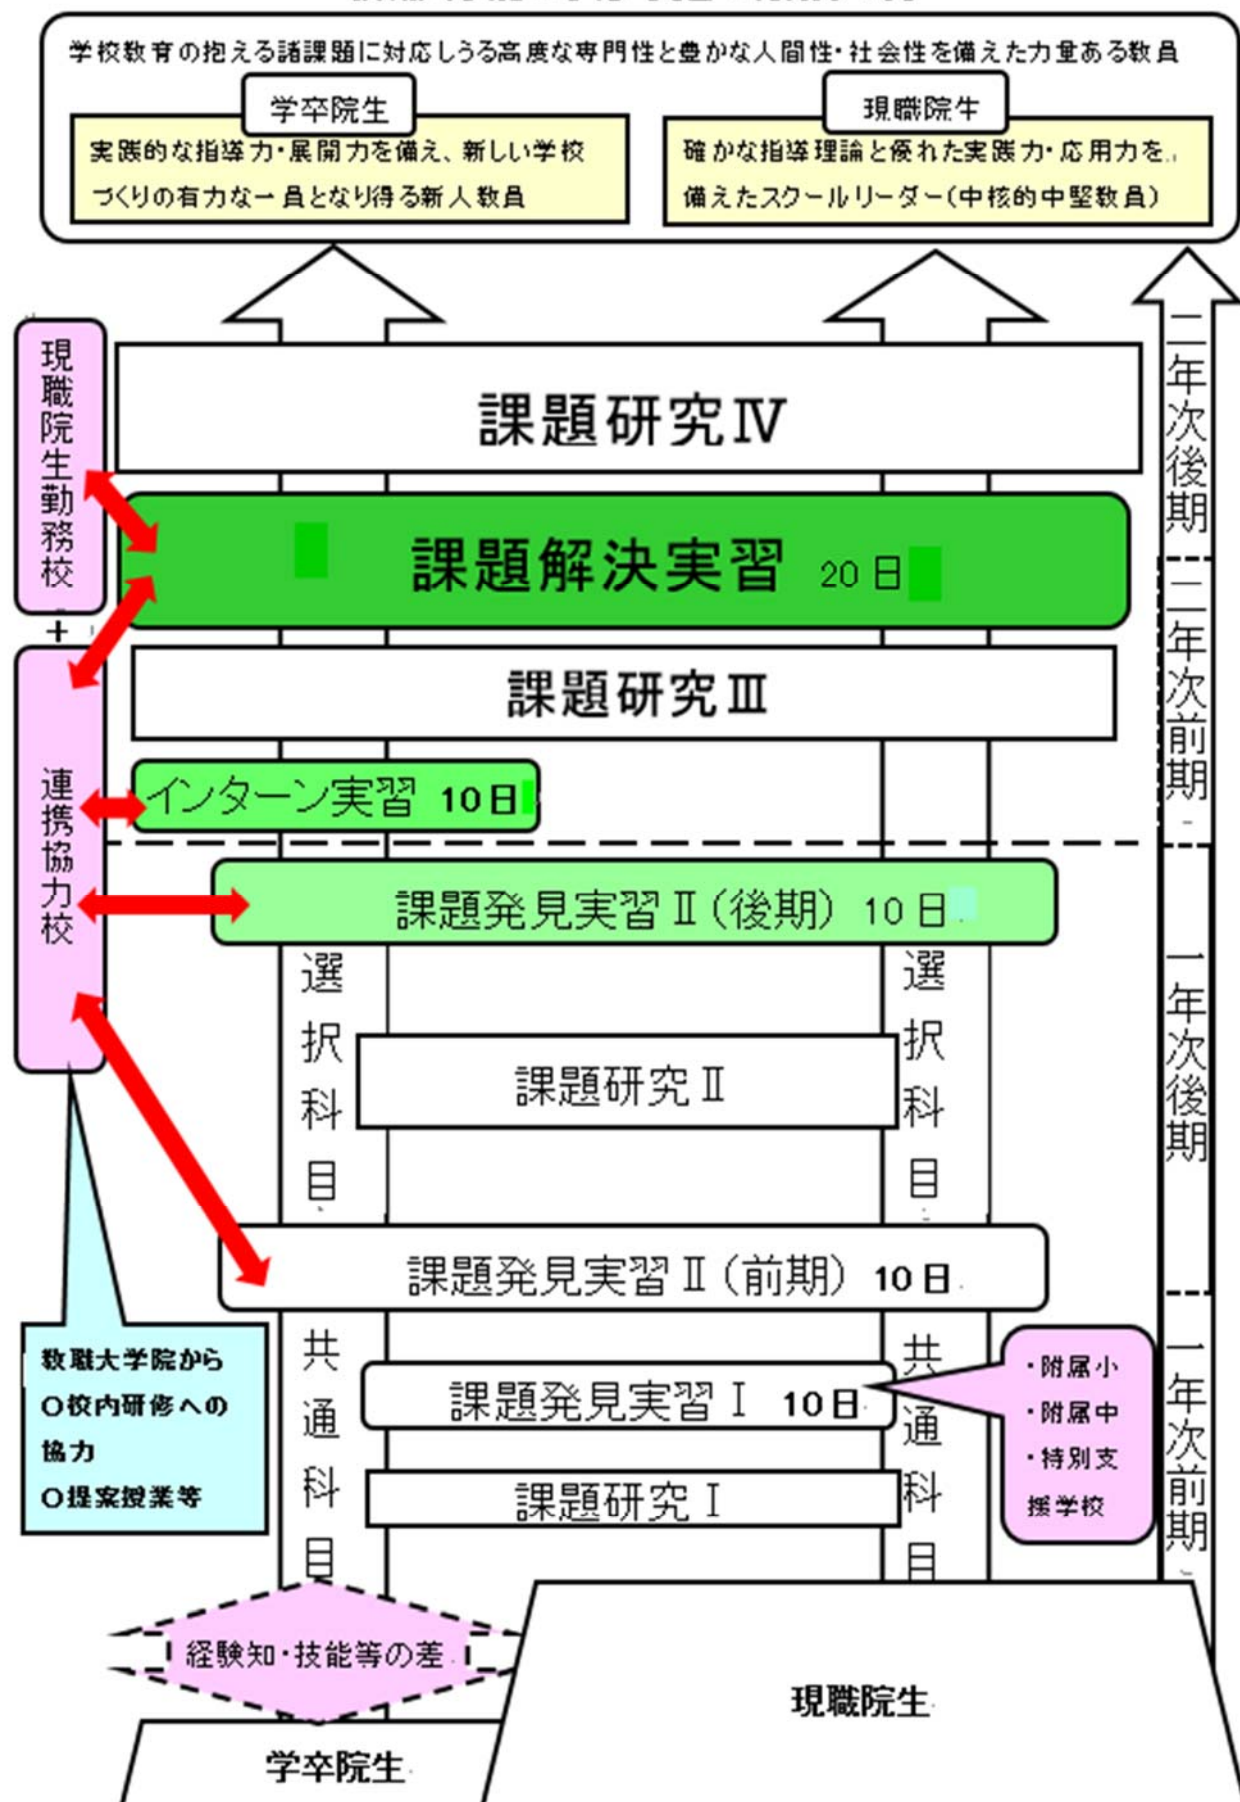 学校教育の抱える諸課題に対応しうる高度な専門性と豊かな人間性・社会性を備えた力量ある教員
学卒院生
実践的な指導力・展開力を備え、新しい学校
づくりの有力な一員となり得る新人教員
現職院生
確かな指導理論と優れた実践力・応用力を
備えたスクールリーダー(中核的中堅教員)
二年次後期
二年次前期
一年次後期
一年次前期
現職院生勤務校
+
連携協力校
課題研究Ⅳ
課題解決実習 20日
課題研究Ⅲ
インターン実習 10日
課題発見実習Ⅱ(後期) 10日
選択科目
選択科目
課題研究Ⅱ
課題発見実習Ⅱ(前期) 10日
共通科目
共通科目
課題発見実習Ⅰ 10日
課題研究Ⅰ
教職大学院から
○校内研修への
協力
○提案授業等
・附属小
・附属中
・特別支
援学校
経験知・技能等の差
現職院生
学卒院生